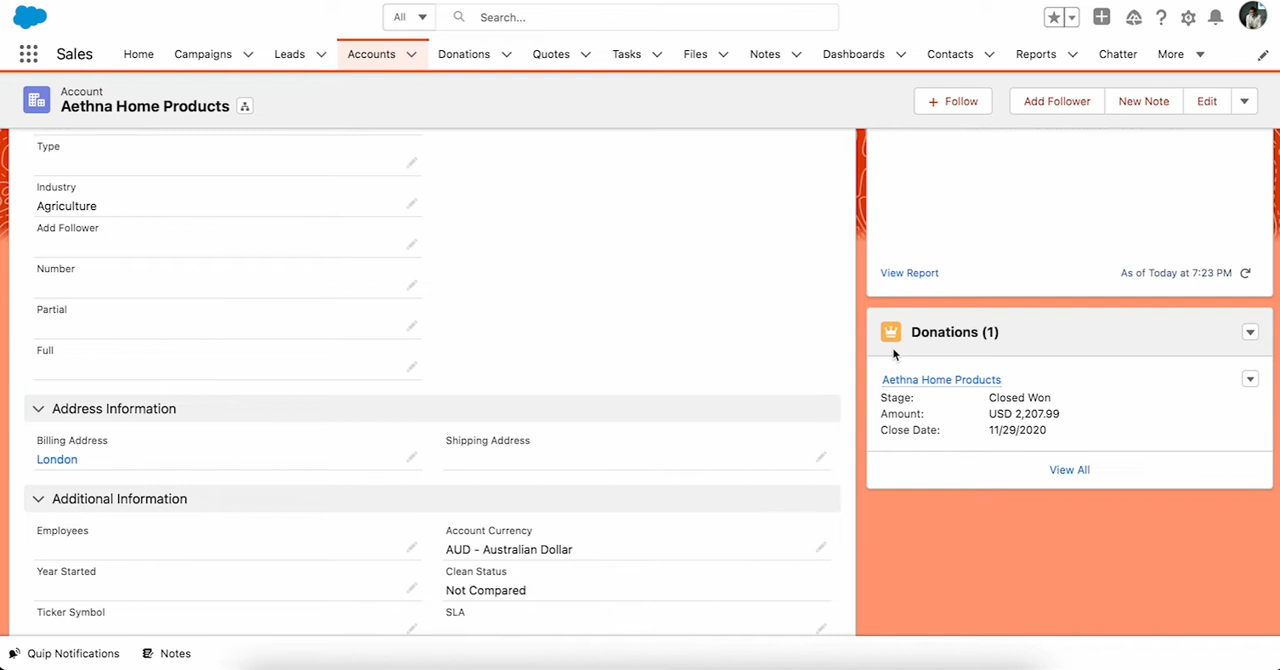 All
Search...
Sales
Home
Campaigns
Leads
Accounts
Donations
Quotes
Tasks
Files
Notes
Dashboards
Contacts
Reports
Chatter
More
Account
Aethna Home Products
+ Follow
Add Follower
New Note
Edit
Type
Industry
Agriculture
Add Follower
Number
Partial
Full
Address Information
Billing Address
London
Shipping Address
Additional Information
Employees
Year Started
Ticker Symbol
Account Currency
AUD - Australian Dollar
Clean Status
Not Compared
SLA
View Report
As of Today at 7:23 PM
Donations (1)
Aethna Home Products
Stage: Closed Won
Amount: USD 2,207.99
Close Date: 11/29/2020
View All
Quip Notifications
Notes